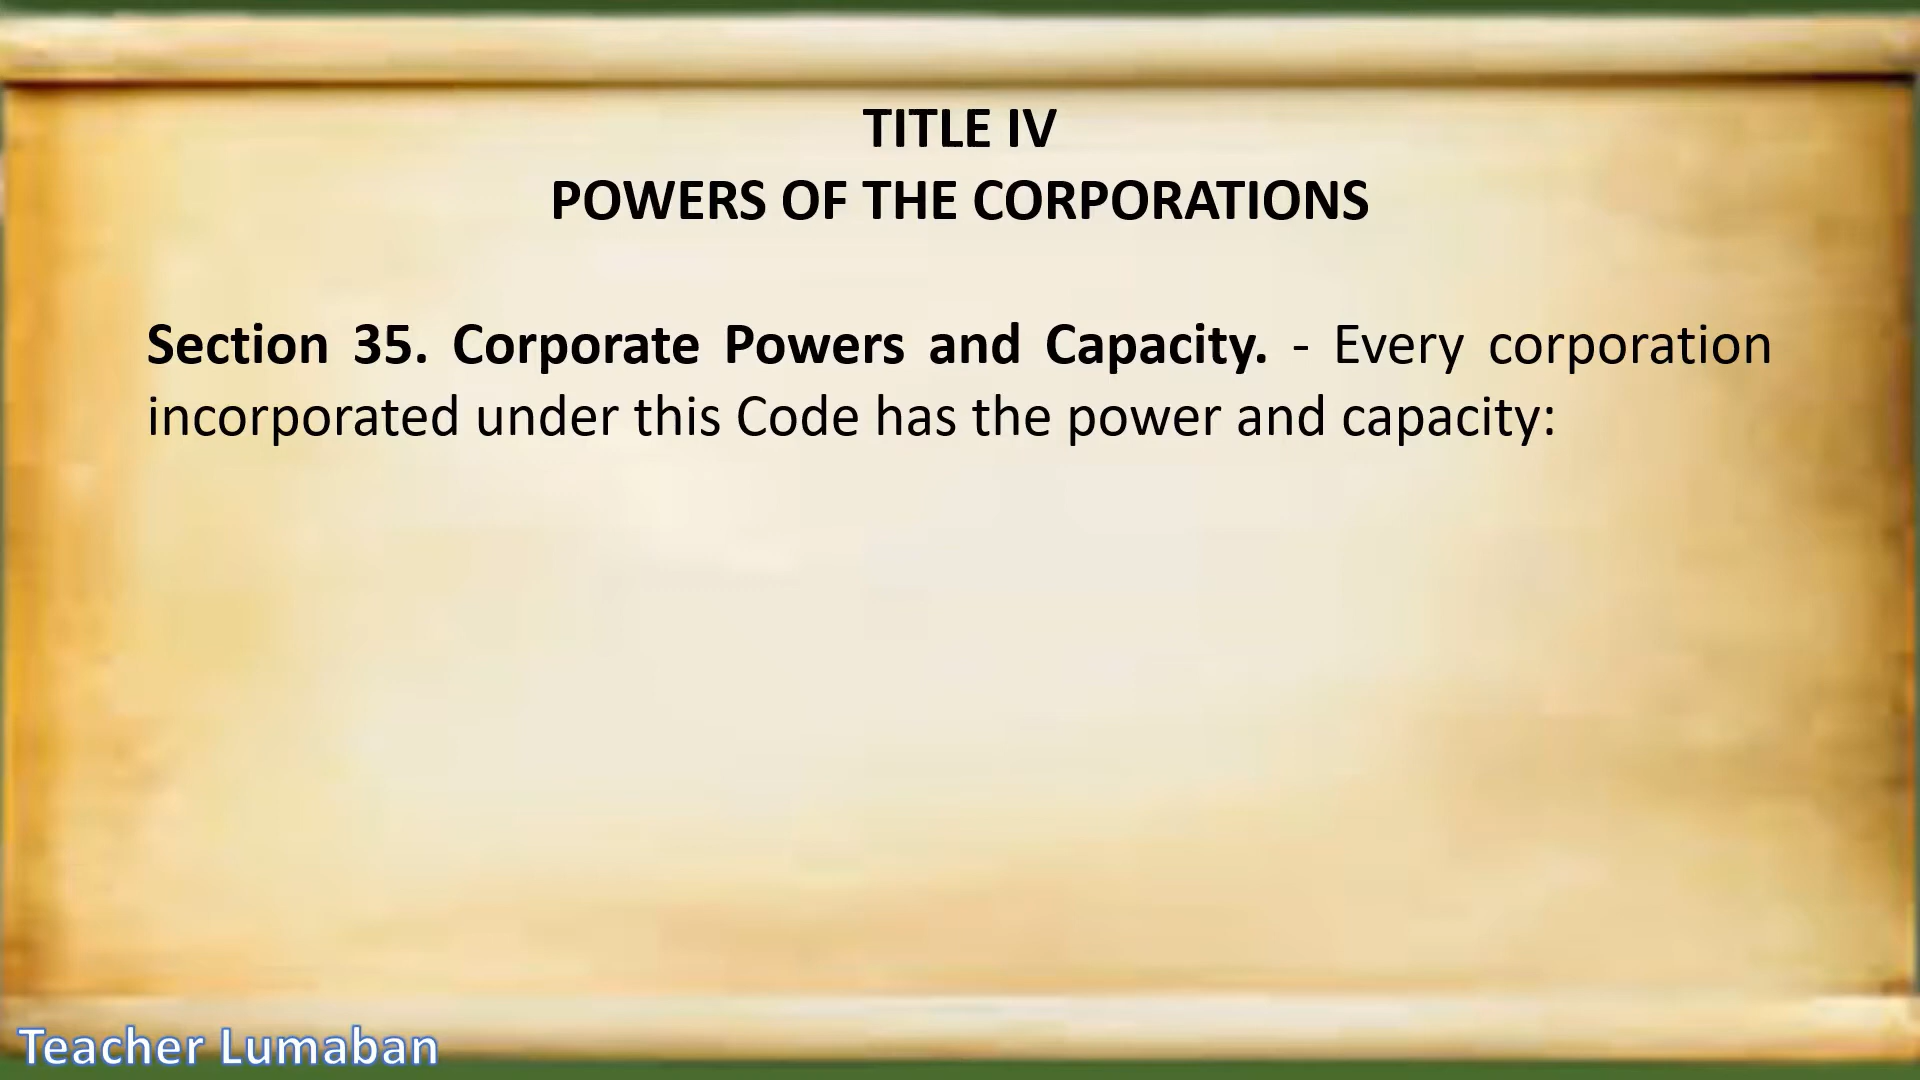 TITLE IV
POWERS OF THE CORPORATIONS
Section 35. Corporate Powers and Capacity. - Every corporation
incorporated under this Code has the power and capacity:
Teacher Lumaban